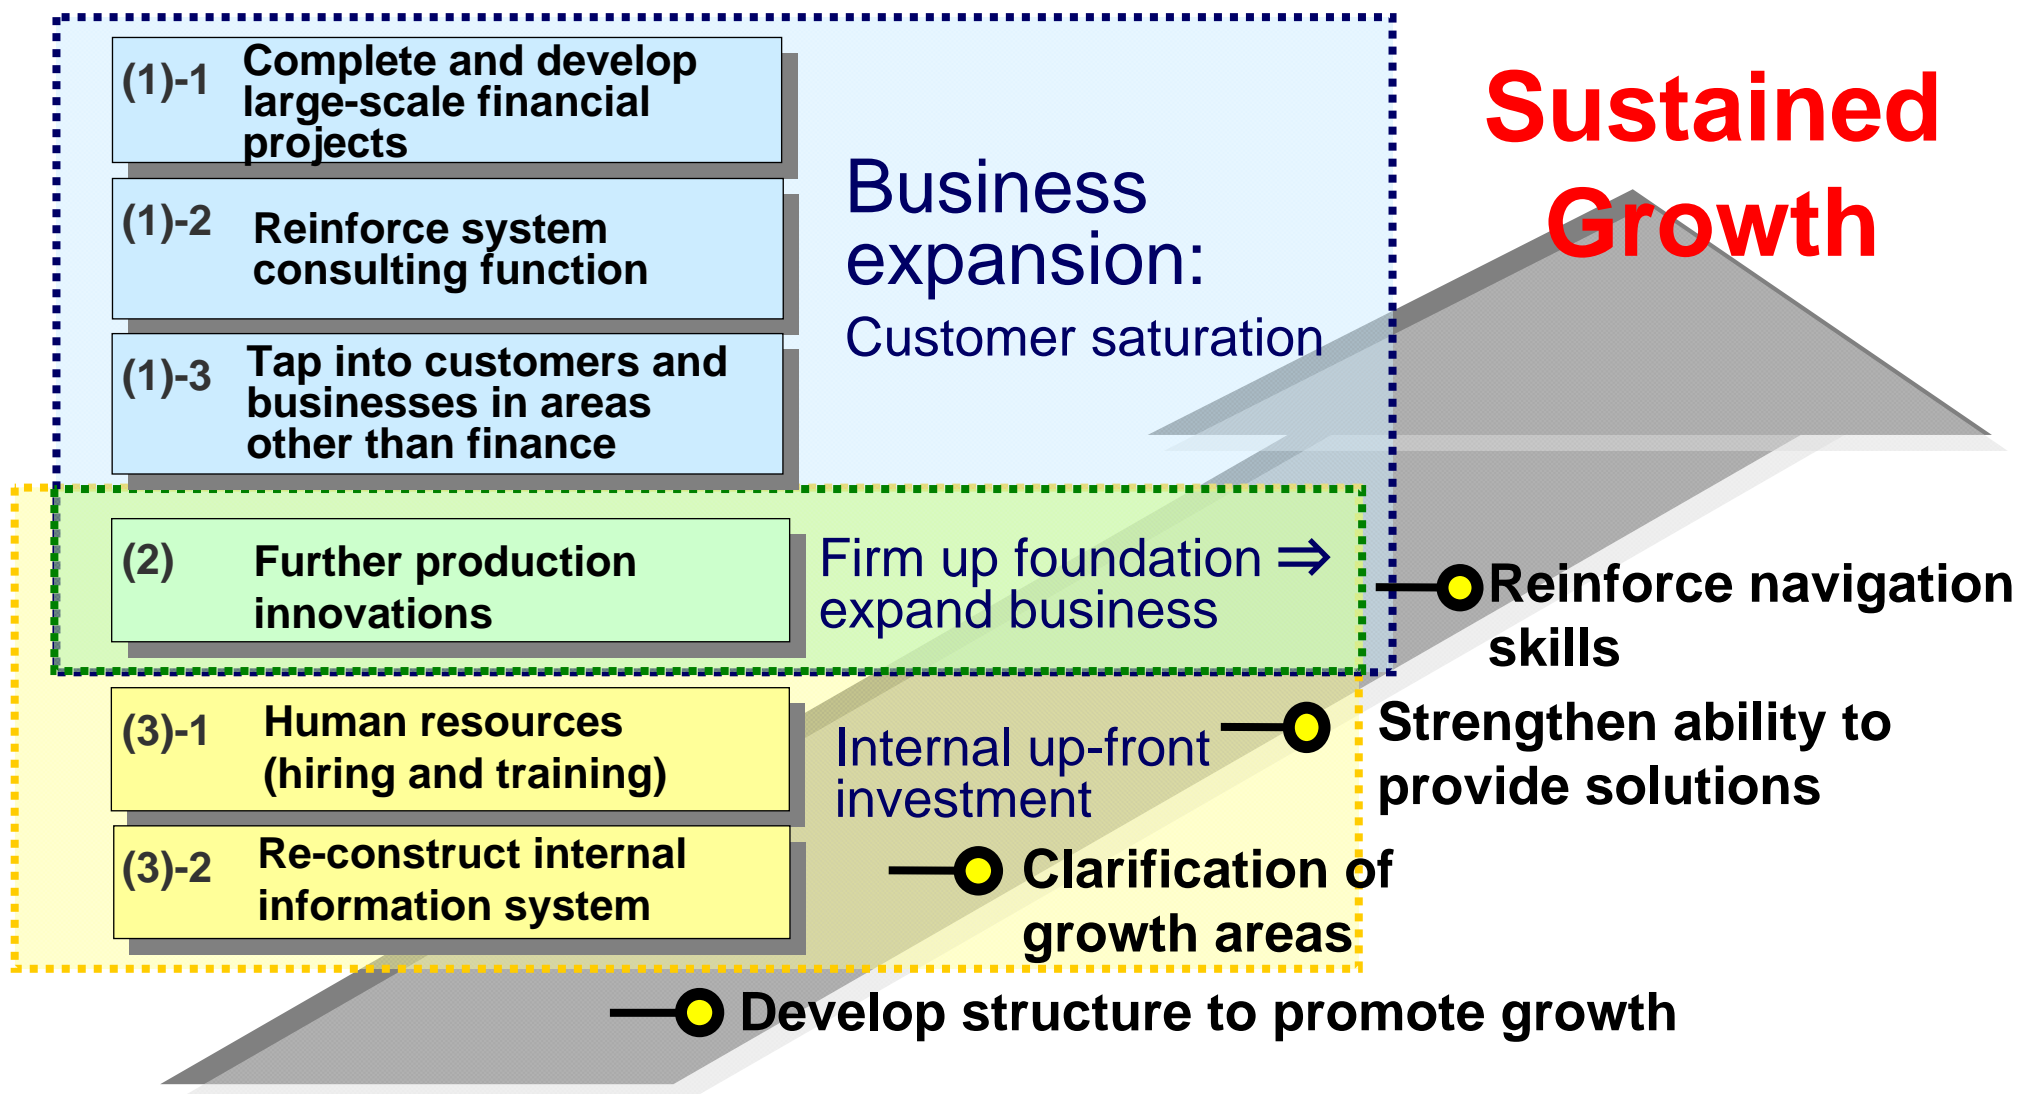 (1)-1
Complete and develop
large-scale financial
projects
(1)-2
Reinforce system
consulting function
(1)-3
Tap into customers and
businesses in areas
other than finance
Business
expansion:
Customer saturation
Sustained
Growth
(2)
Further production
innovations
Firm up foundation ⇒
expand business
(3)-1
Human resources
(hiring and training)
(3)-2
Re-construct internal
information system
Internal up-front
investment
Reinforce navigation
skills
Strengthen ability to
provide solutions
Clarification of
growth areas
Develop structure to promote growth